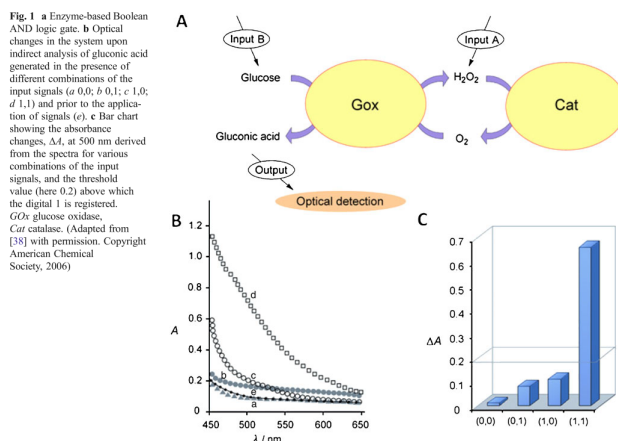 Fig. 1 a Enzyme-based Boolean
AND logic gate. b Optical
changes in the system upon
indirect analysis of gluconic acid
generated in the presence of
different combinations of the
input signals (a 0,0; b 0,1; c 1,0;
d 1,1) and prior to the applica-
tion of signals (e). c Bar chart
showing the absorbance
changes, ΔA, at 500 nm derived
from the spectra for various
combinations of the input
signals, and the threshold
value (here 0.2) above which
the digital 1 is registered.
GOx glucose oxidase,
Cat catalase. (Adapted from
[38] with permission. Copyright
American Chemical
Society, 2006)
A
Input B
Input A
Glucose
H2O2
Gox
Cat
Gluconic acid
O2
Output
Optical detection
B
1.2
1.0
0.8
0.6
0.4
0.2
0
A
d
b
c
e
a
450 500 550 600 650
λ / nm
C
0.7
0.6
0.5
0.4
0.3
0.2
0.1
0
ΔA
(0,0) (0,1) (1,0) (1,1)